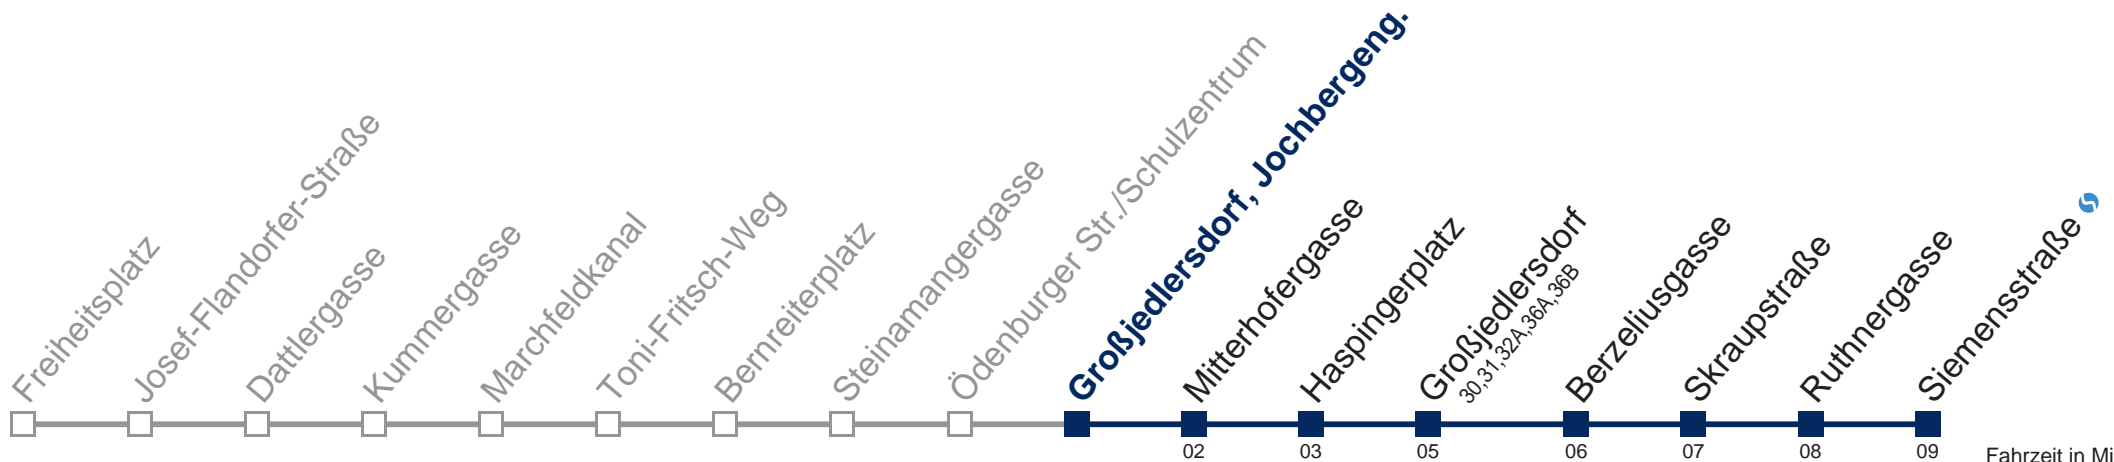 Freiheitsplatz
Josef-Flandorfer-Straße
Dattlergasse
Kummergasse
Marchfeldkanal
Toni-Fritsch-Weg
Bernreiterplatz
Steinamangergasse
Ödenburger Str./Schulzentrum
Großjedlersdorf, Jochbergeng.
Mitterhofergasse
Haspingerplatz
Großjedlersdorf
30,31,32A,36A,36B
Berzeliusgasse
Skraupstraße
Ruthnergasse
Siemensstraße
02 03 05 06 07 08 09
Fahrzeit in Mi